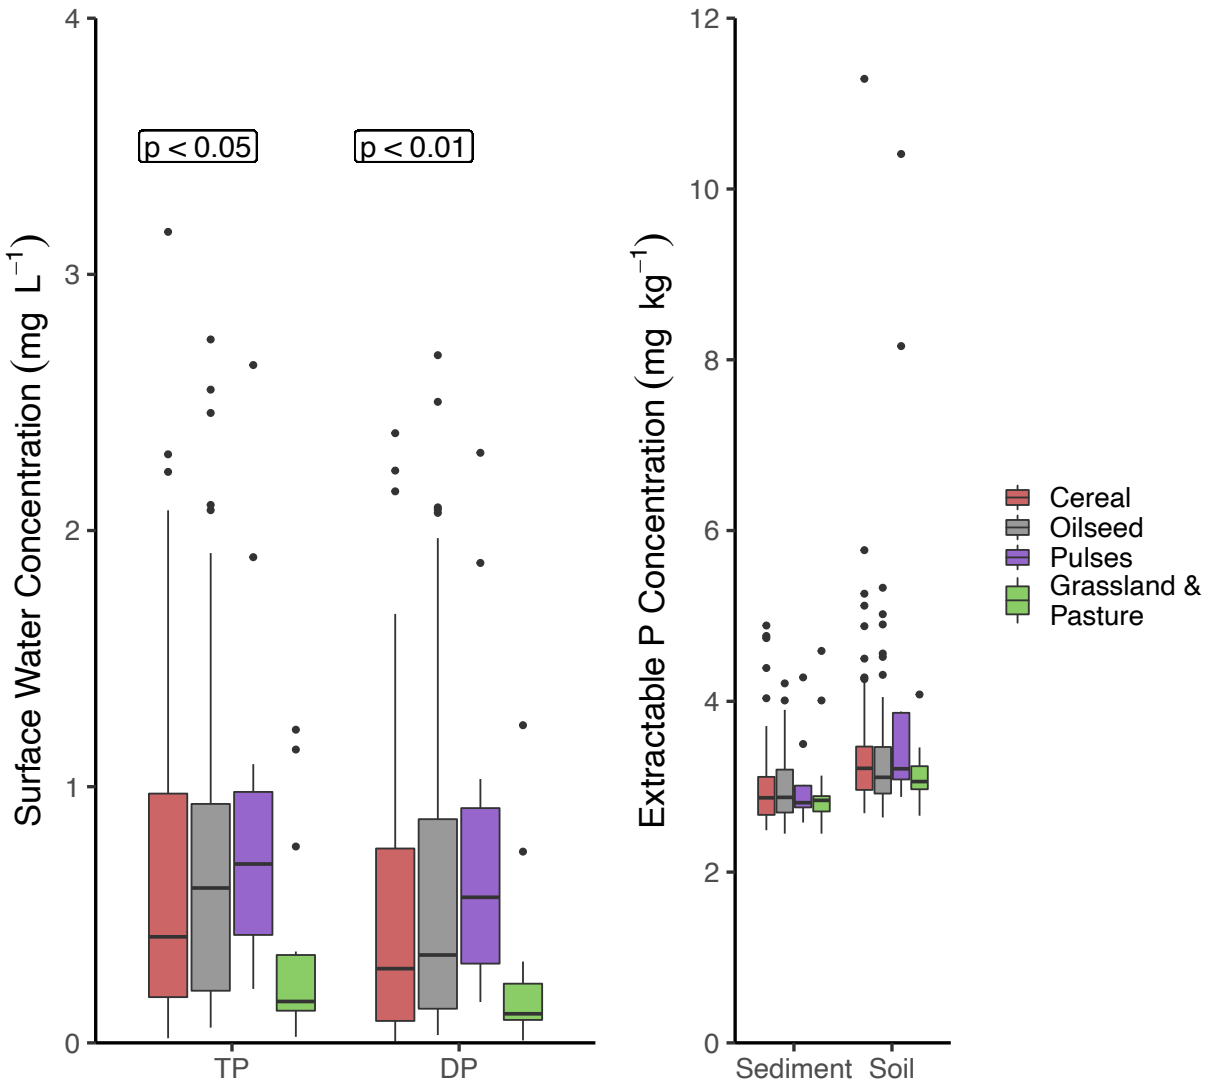 Surface Water Concentration (mg L⁻¹)
4
3
2
1
0
p < 0.05
p < 0.01
TP
DP
Extractable P Concentration (mg kg⁻¹)
12
10
8
6
4
2
0
Sediment
Soil
Cereal
Oilseed
Pulses
Grassland &
Pasture